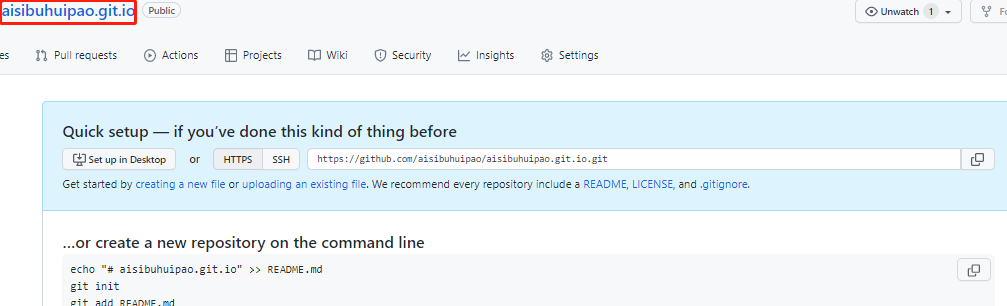 aisibuhuipao.git.io Public Unwatch 1
Pull requests Actions Projects Wiki Security Insights Settings
Quick setup — if you've done this kind of thing before
Set up in Desktop or HTTPS SSH https://github.com/aisibuhuipao/aisibuhuipao.git.io.git
Get started by creating a new file or uploading an existing file. We recommend every repository include a README, LICENSE, and .gitignore.
...or create a new repository on the command line
echo "# aisibuhuipao.git.io" >> README.md
git init
git add README.md